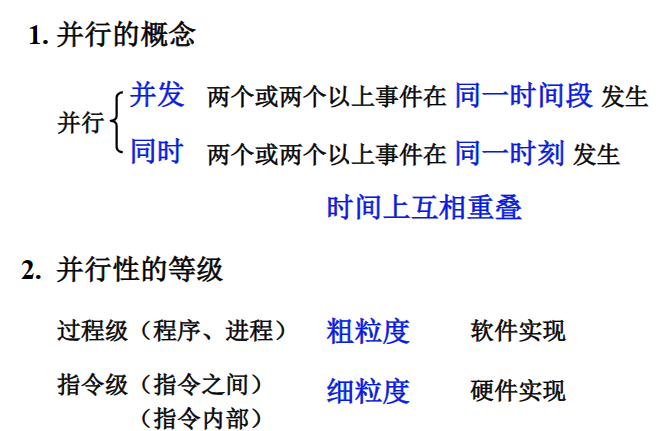 1. 并行的概念
并发 两个或两个以上事件在 同一时间段 发生
并行
同时 两个或两个以上事件在 同一时刻 发生
时间上互相重叠
2. 并行性的等级
过程级（程序、进程） 粗粒度 软件实现
指令级（指令之间） 细粒度 硬件实现
（指令内部）